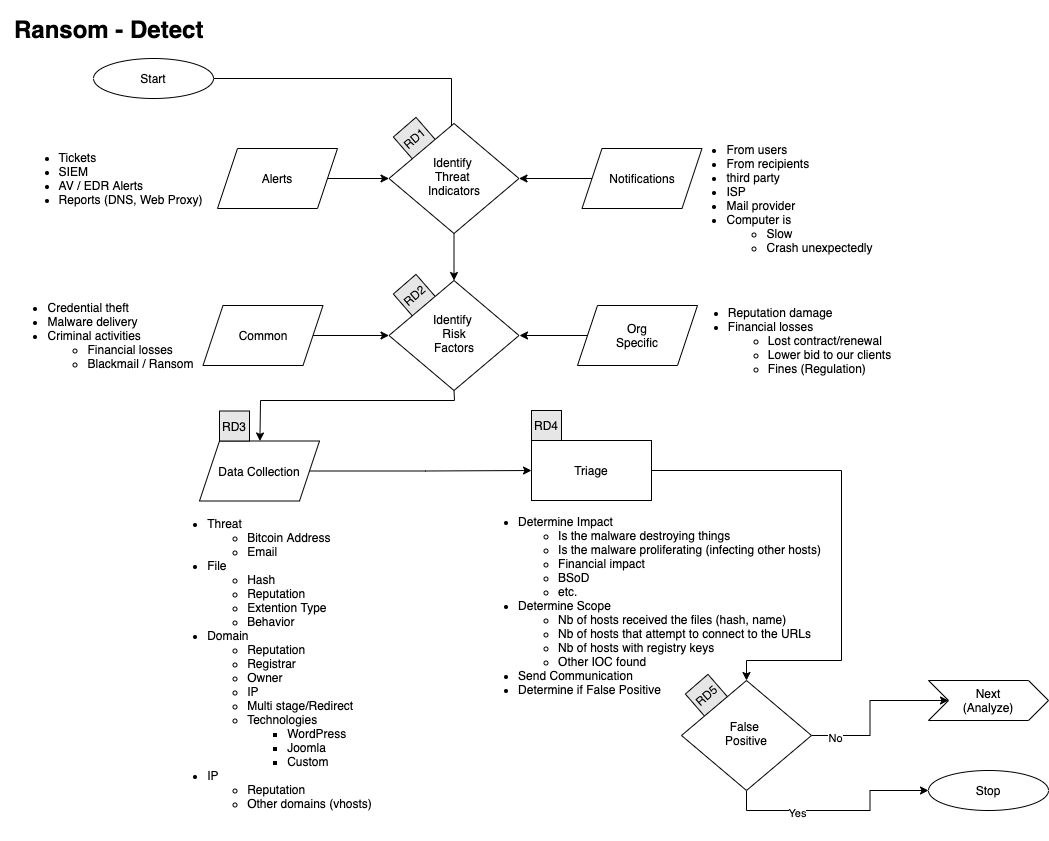 Ransom - Detect
Start
RD1
Identify
Threat
Indicators
Alerts
Tickets
SIEM
AV / EDR Alerts
Reports (DNS, Web Proxy)
Notifications
From users
From recipients
third party
ISP
Mail provider
Computer is
Slow
Crash unexpectedly
RD2
Identify
Risk
Factors
Common
Credential theft
Malware delivery
Criminal activities
Financial losses
Blackmail / Ransom
Org
Specific
Reputation damage
Financial losses
Lost contract/renewal
Lower bid to our clients
Fines (Regulation)
RD3
Data Collection
Threat
Bitcoin Address
Email
File
Hash
Reputation
Extention Type
Behavior
Domain
Reputation
Registrar
Owner
IP
Multi stage/Redirect
Technologies
WordPress
Joomla
Custom
IP
Reputation
Other domains (vhosts)
RD4
Triage
Determine Impact
Is the malware destroying things
Is the malware proliferating (infecting other hosts)
Financial impact
BSoD
etc.
Determine Scope
Nb of hosts received the files (hash, name)
Nb of hosts that attempt to connect to the URLs
Nb of hosts with registry keys
Other IOC found
Send Communication
Determine if False Positive
RD5
False
Positive
No
Next
(Analyze)
Yes
Stop